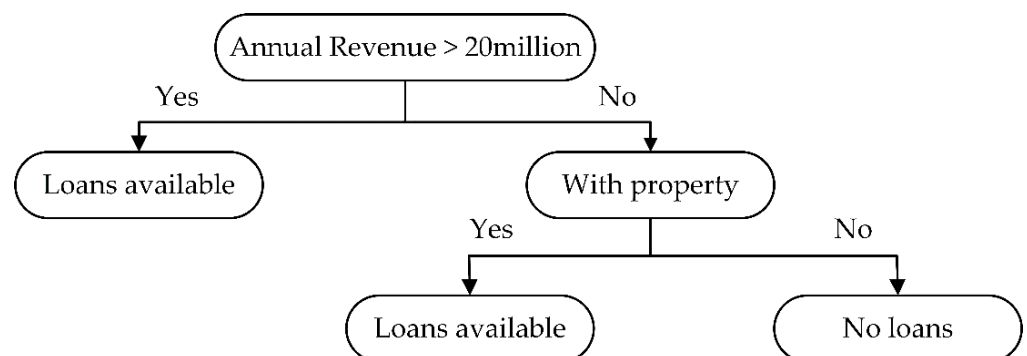 Annual Revenue > 20million
Yes
No
Loans available
With property
Yes
No
Loans available
No loans